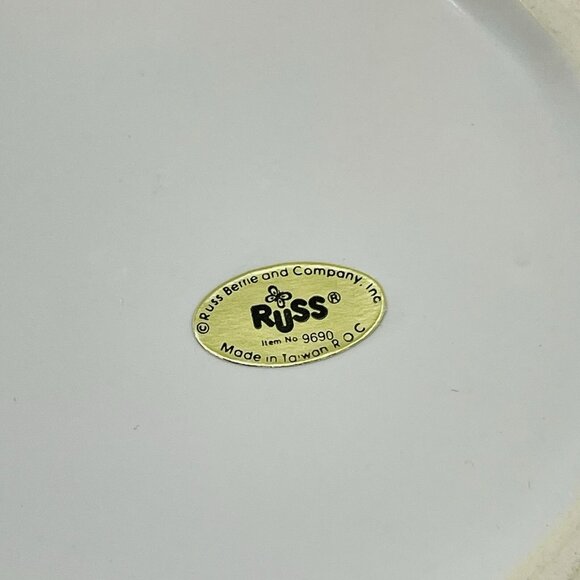 © Russ Berrie and Company, Inc
RUSS®
Item No 9690
Made in Taiwan R O C